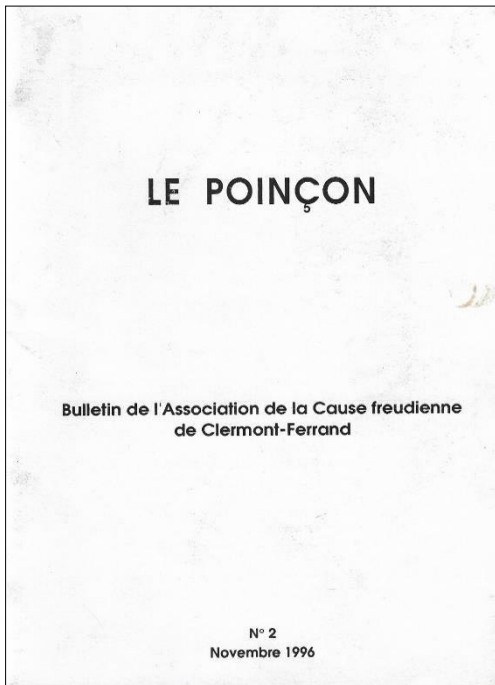 LE POINÇON
Bulletin de l'Association de la Cause freudienne
de Clermont-Ferrand
N° 2
Novembre 1996